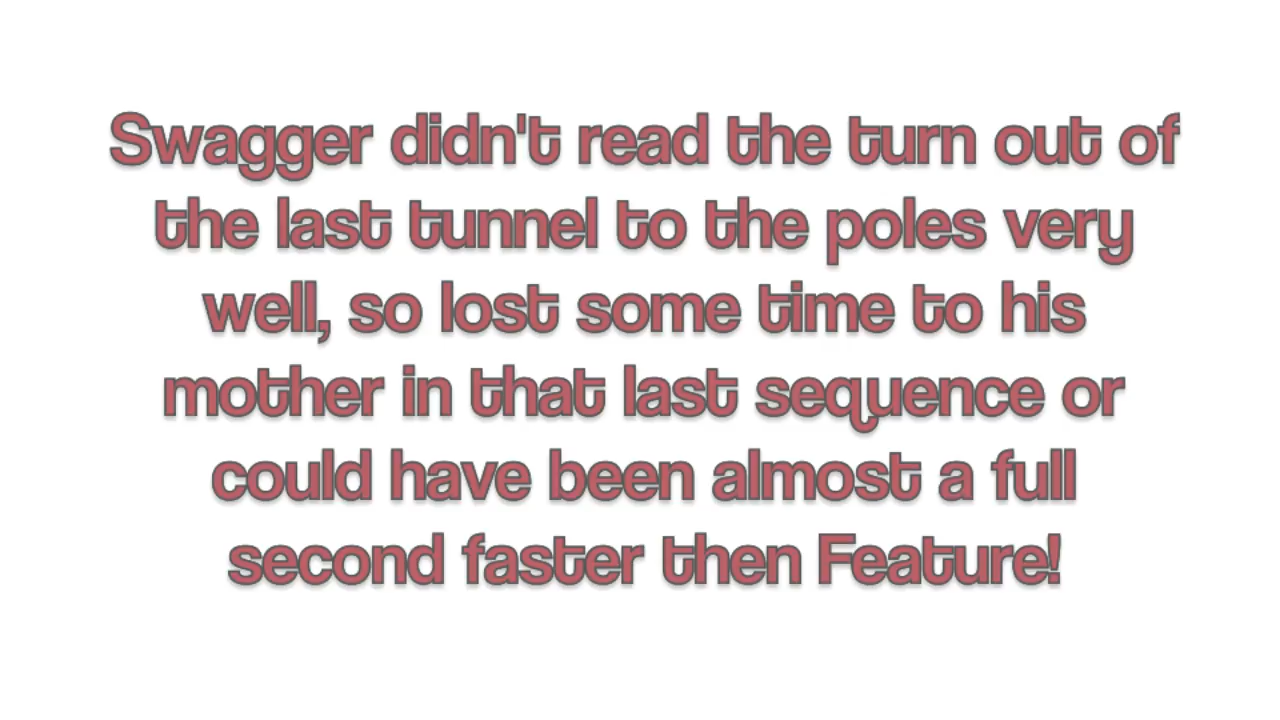 Swagger didn't read the turn out of
the last tunnel to the poles very
well, so lost some time to his
mother in that last sequence or
could have been almost a full
second faster then Feature!